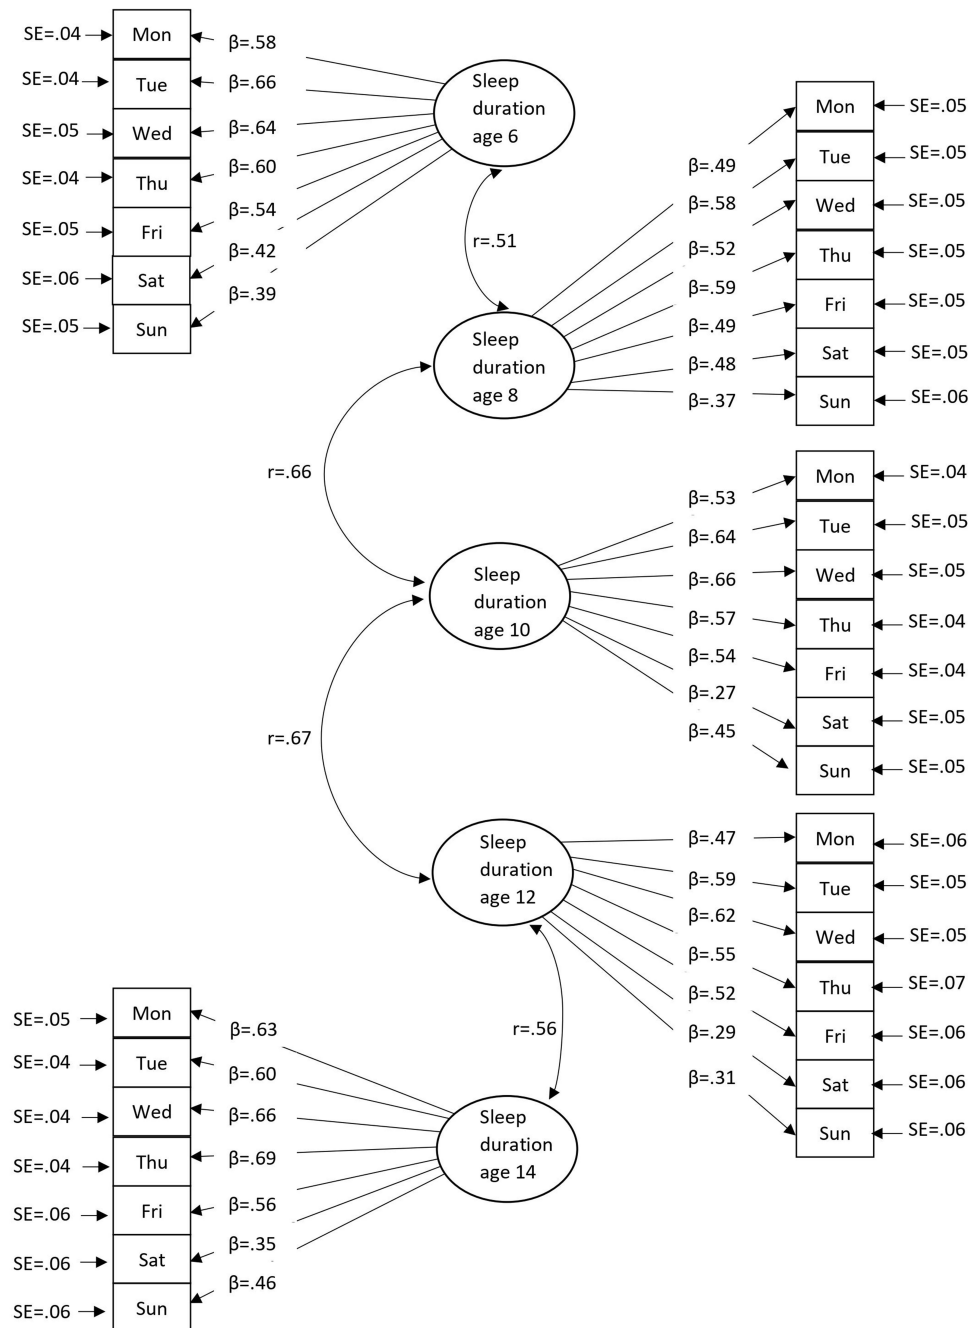 SE=.04
Mon
β=.58
SE=.04
Tue
β=.66
SE=.05
Wed
β=.64
SE=.04
Thu
β=.60
SE=.05
Fri
β=.54
SE=.06
Sat
β=.42
SE=.05
Sun
β=.39
Sleep
duration
age 6
r=.51
Sleep
duration
age 8
β=.49
Mon
SE=.05
β=.58
Tue
SE=.05
β=.52
Wed
SE=.05
β=.59
Thu
SE=.05
β=.49
Fri
SE=.05
β=.48
Sat
SE=.05
β=.37
Sun
SE=.06
r=.66
Sleep
duration
age 10
β=.53
Mon
SE=.04
β=.64
Tue
SE=.05
β=.66
Wed
SE=.05
β=.57
Thu
SE=.04
β=.54
Fri
SE=.04
β=.27
Sat
SE=.05
β=.45
Sun
SE=.05
r=.67
Sleep
duration
age 12
β=.47
Mon
SE=.06
β=.59
Tue
SE=.05
β=.62
Wed
SE=.05
β=.55
Thu
SE=.07
β=.52
Fri
SE=.06
β=.29
Sat
SE=.06
β=.31
Sun
SE=.06
r=.56
Sleep
duration
age 14
SE=.05
Mon
β=.63
SE=.04
Tue
β=.60
SE=.04
Wed
β=.66
SE=.04
Thu
β=.69
SE=.06
Fri
β=.56
SE=.06
Sat
β=.35
SE=.06
Sun
β=.46